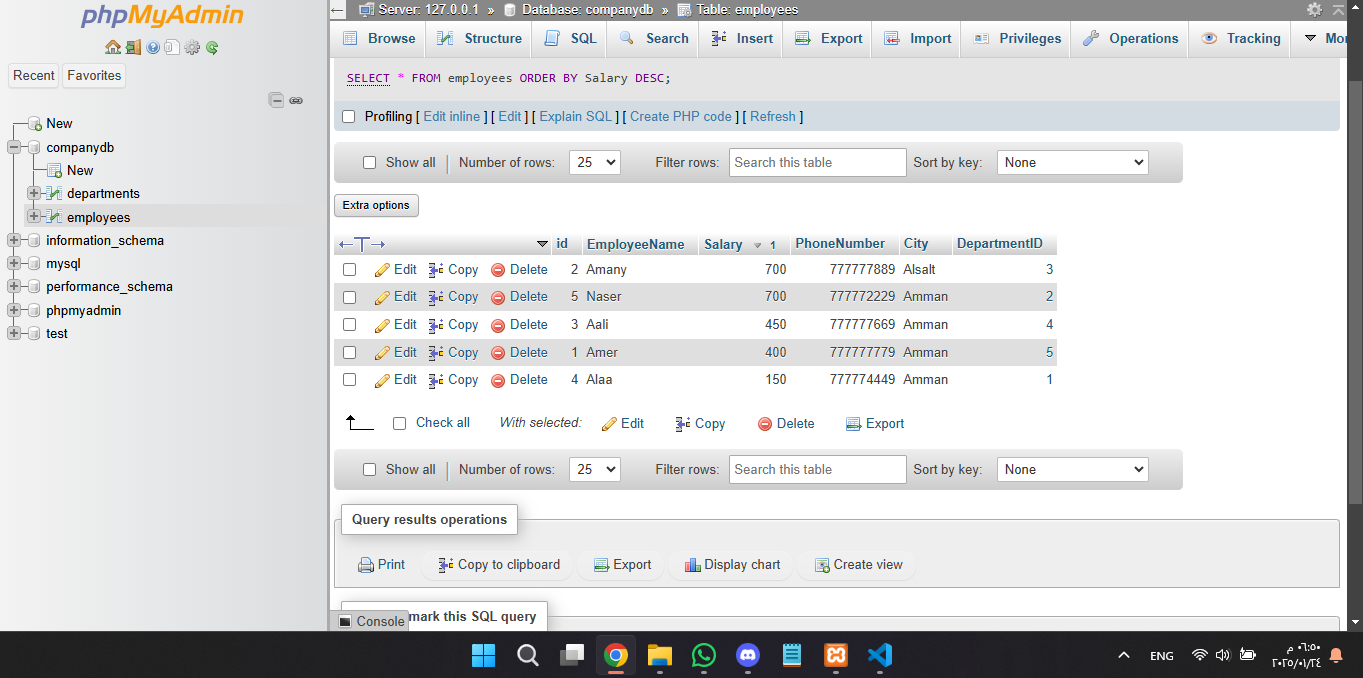 phpMyAdmin
Server: 127.0.0.1 » Database: companydb » Table: employees
Browse Structure SQL Search Insert Export Import Privileges Operations Tracking Mor
Recent Favorites
SELECT * FROM employees ORDER BY Salary DESC;
Profiling [ Edit inline ] [ Edit ] [ Explain SQL ] [ Create PHP code ] [ Refresh ]
New
companydb
New
departments
employees
information_schema
mysql
performance_schema
phpmyadmin
test
Show all Number of rows: 25 Filter rows: Search this table Sort by key: None
Extra options
id EmployeeName Salary 1 PhoneNumber City DepartmentID
Edit Copy Delete 2 Amany 700 777777889 Alsalt 3
Edit Copy Delete 5 Naser 700 777772229 Amman 2
Edit Copy Delete 3 Aali 450 777777669 Amman 4
Edit Copy Delete 1 Amer 400 777777779 Amman 5
Edit Copy Delete 4 Alaa 150 777774449 Amman 1
Check all With selected: Edit Copy Delete Export
Show all Number of rows: 25 Filter rows: Search this table Sort by key: None
Query results operations
Print Copy to clipboard Export Display chart Create view
Console mark this SQL query
ENG
٠٦:٥٠ م
٢٠٢٥/٠١/٢٤